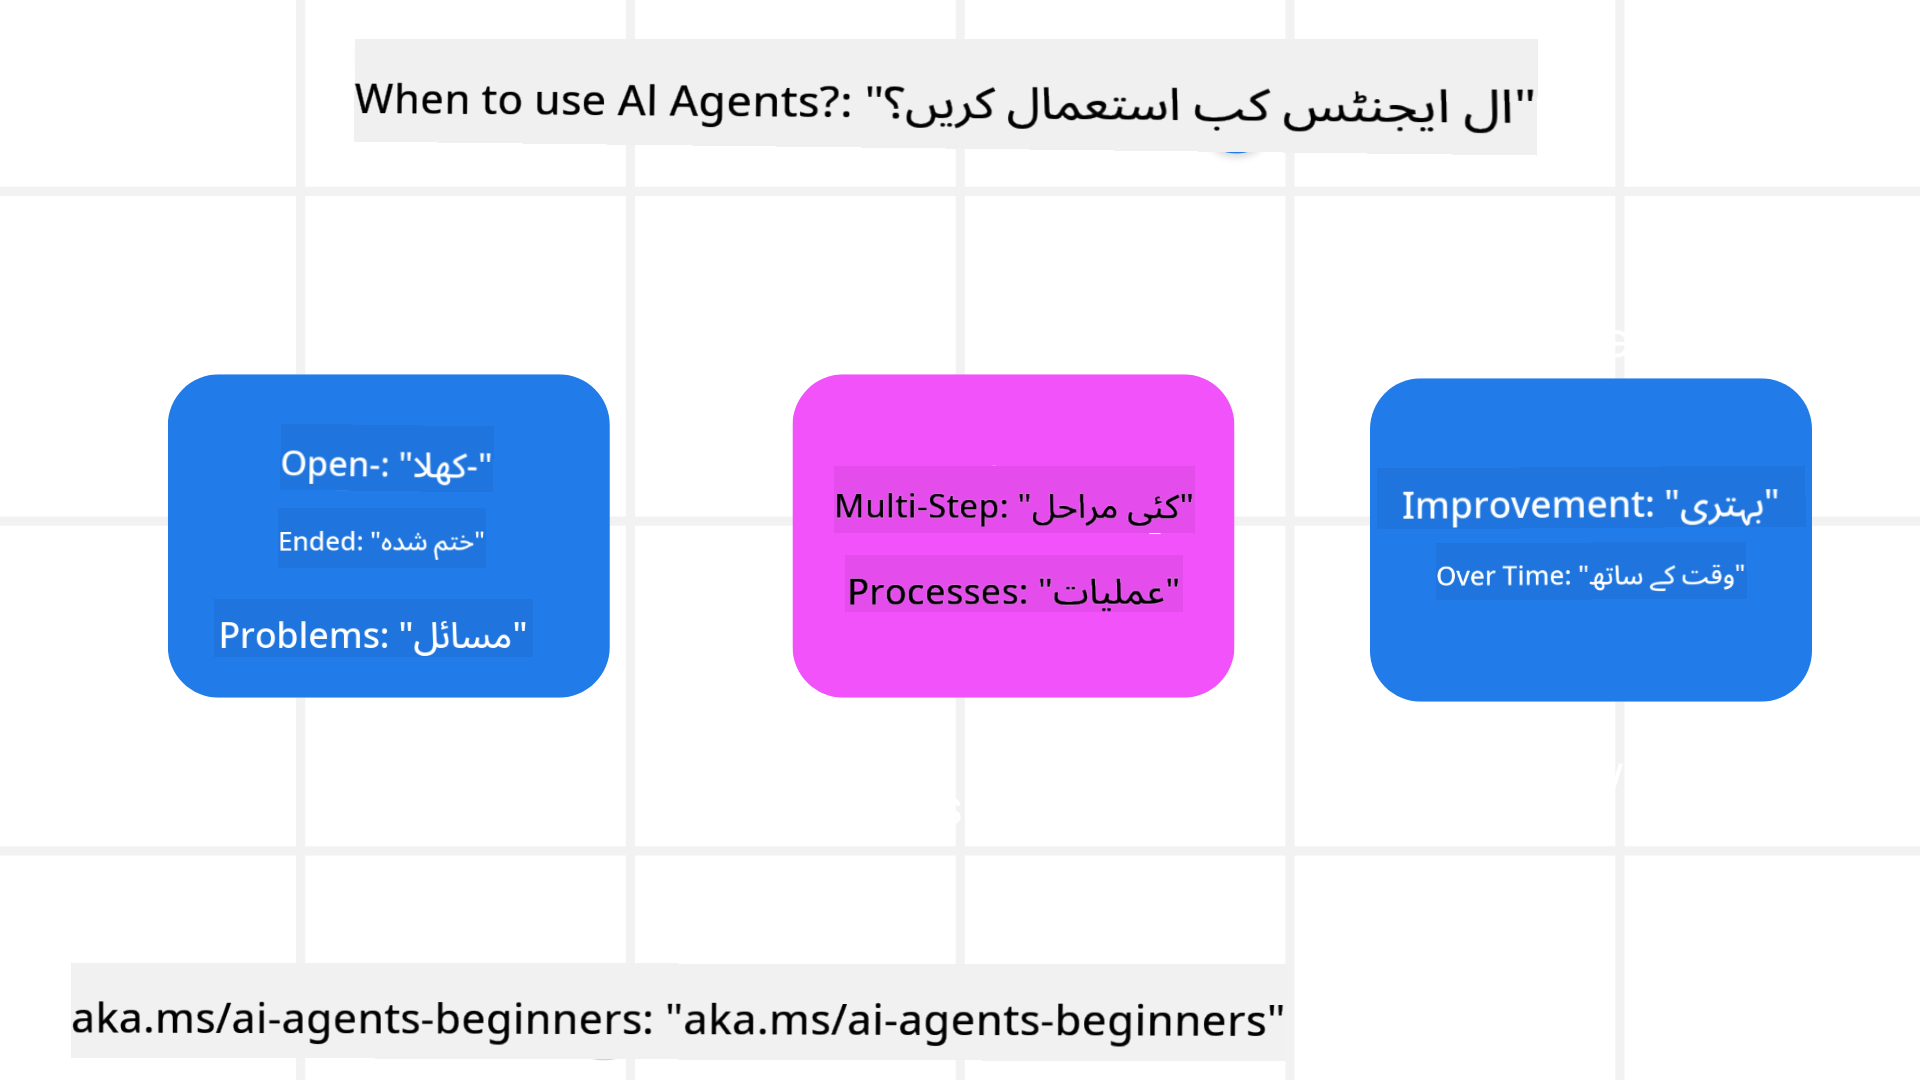 When to use Al Agents?: "ال ایجنٹس کب استعمال کریں؟"
Open-: "کھلا-"
Ended: "ختم شدہ"
Problems: "مسائل"
Multi-Step: "کئی مراحل"
Processes: "عملیات"
Improvement: "بہتری"
Over Time: "وقت کے ساتھ"
aka.ms/ai-agents-beginners: "aka.ms/ai-agents-beginners"